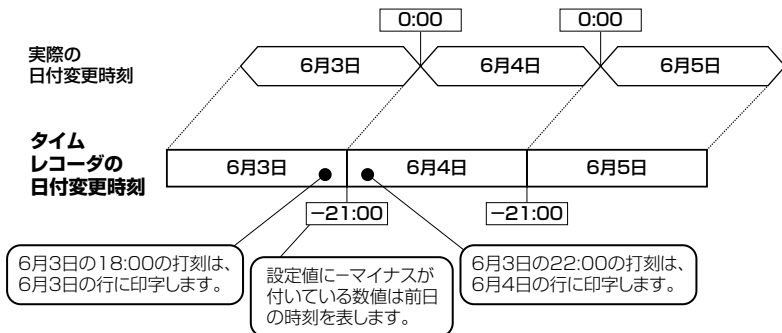 0:00
0:00
実際の
日付変更時刻
6月3日
6月4日
6月5日
タイム
レコーダの
日付変更時刻
6月3日
6月4日
6月5日
−21:00
−21:00
6月3日の18:00の打刻は、
6月3日の行に印字します。
設定値に−マイナスが
付いている数値は前日
の時刻を表します。
6月3日の22:00の打刻は、
6月4日の行に印字します。